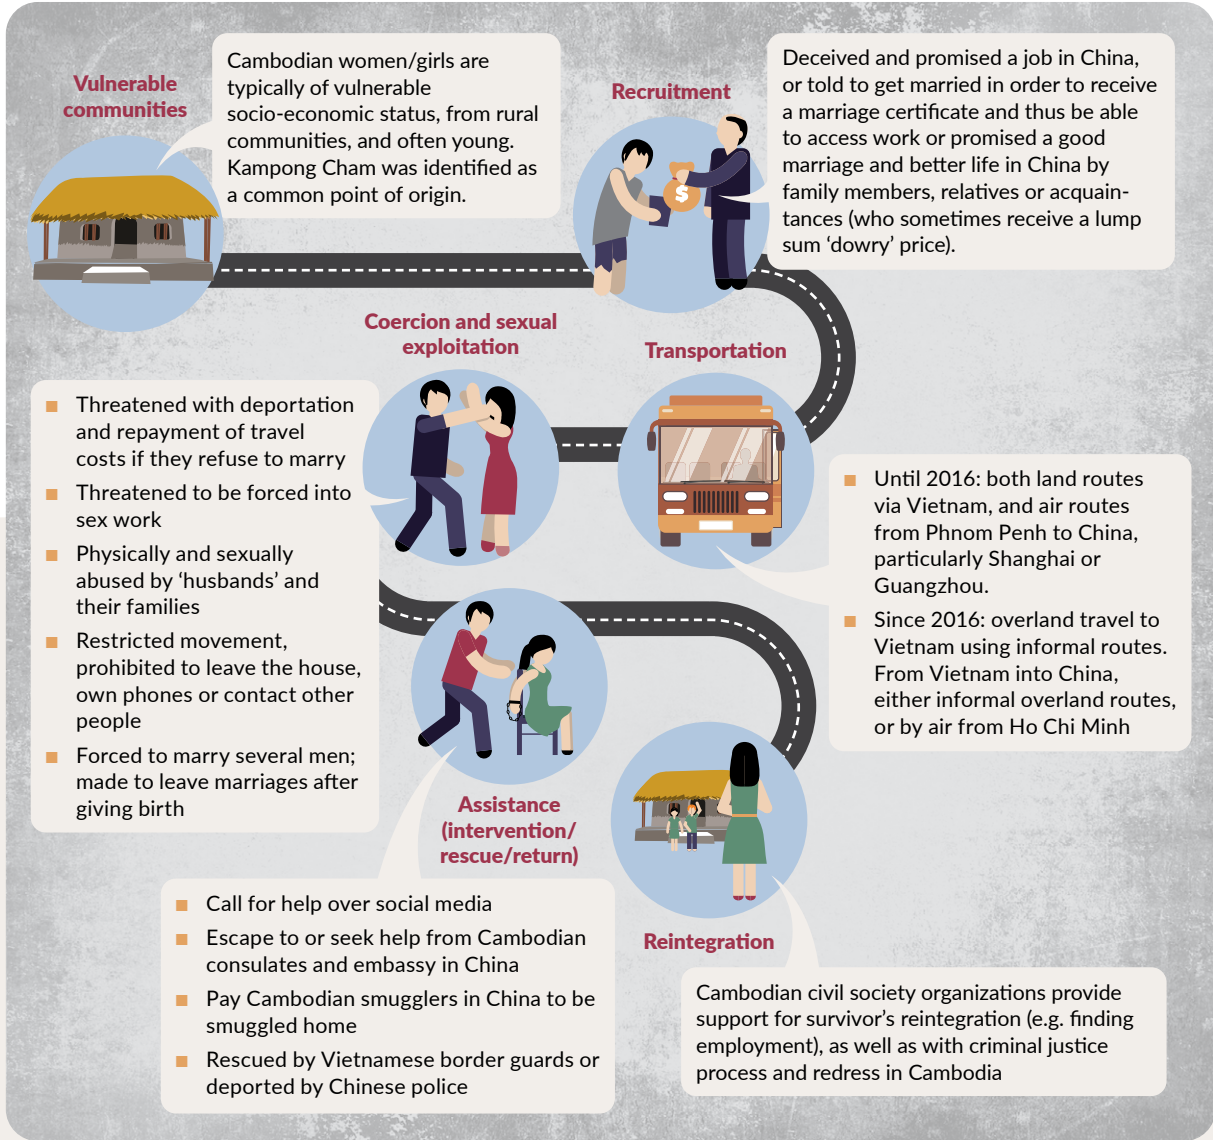 Vulnerable
communities
Cambodian women/girls are
typically of vulnerable
socio-economic status, from rural
communities, and often young.
Kampong Cham was identified as
a common point of origin.
Recruitment
$
Deceived and promised a job in China,
or told to get married in order to receive
a marriage certificate and thus be able
to access work or promised a good
marriage and better life in China by
family members, relatives or acquain-
tances (who sometimes receive a lump
sum ‘dowry’ price).
Transportation
Until 2016: both land routes
via Vietnam, and air routes
from Phnom Penh to China,
particularly Shanghai or
Guangzhou.
Since 2016: overland travel to
Vietnam using informal routes.
From Vietnam into China,
either informal overland routes,
or by air from Ho Chi Minh
Coercion and sexual
exploitation
Threatened with deportation
and repayment of travel
costs if they refuse to marry
Threatened to be forced into
sex work
Physically and sexually
abused by ‘husbands’ and
their families
Restricted movement,
prohibited to leave the house,
own phones or contact other
people
Forced to marry several men;
made to leave marriages after
giving birth
Assistance
(intervention/
rescue/return)
Call for help over social media
Escape to or seek help from Cambodian
consulates and embassy in China
Pay Cambodian smugglers in China to be
smuggled home
Rescued by Vietnamese border guards or
deported by Chinese police
Reintegration
Cambodian civil society organizations provide
support for survivor’s reintegration (e.g. finding
employment), as well as with criminal justice
process and redress in Cambodia